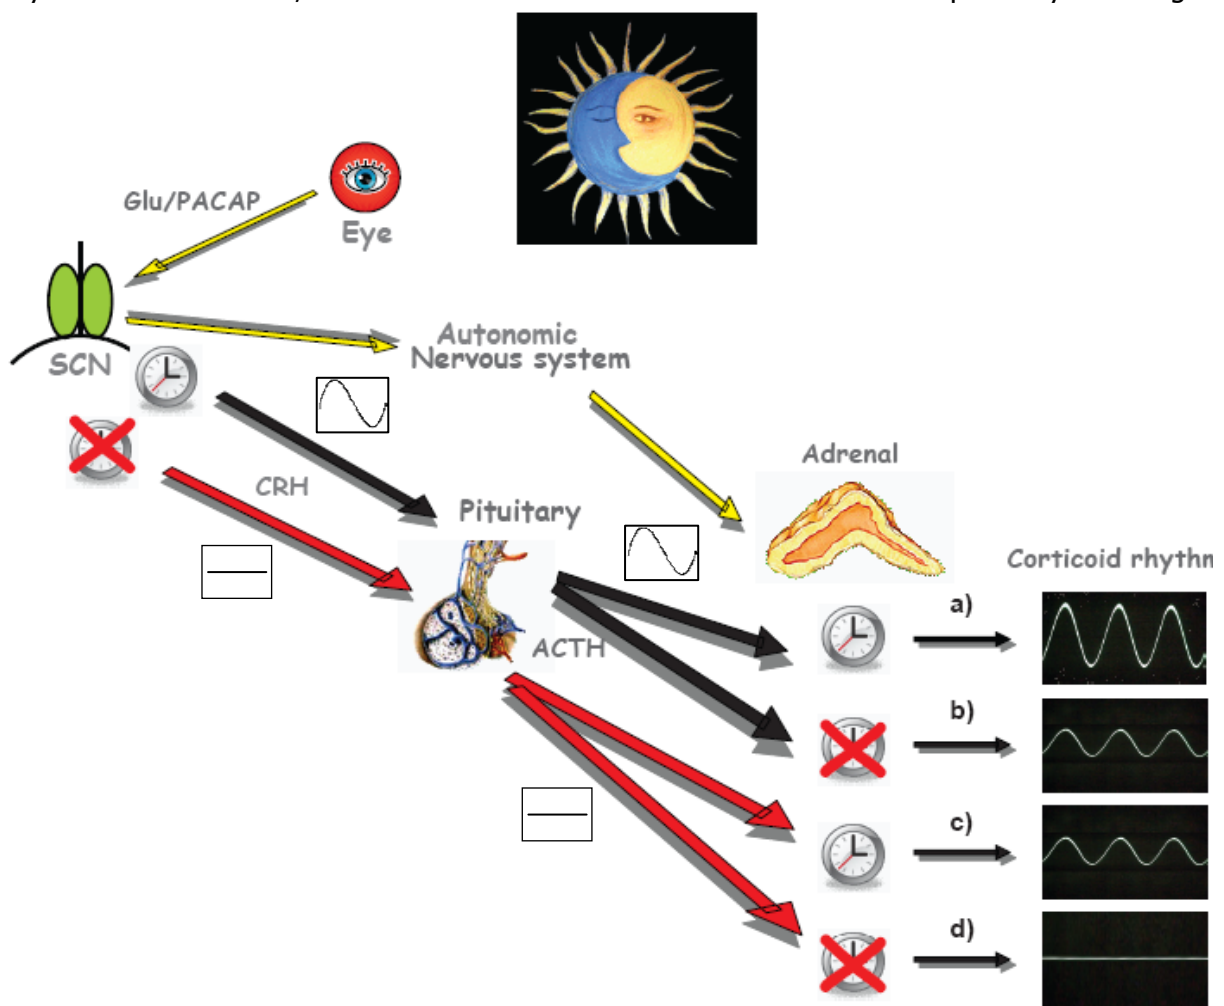 Glu/PACAP
Eye
SCN
Autonomic
Nervous system
CRH
Pituitary
Adrenal
ACTH
Corticoid rhythm
a)
b)
c)
d)